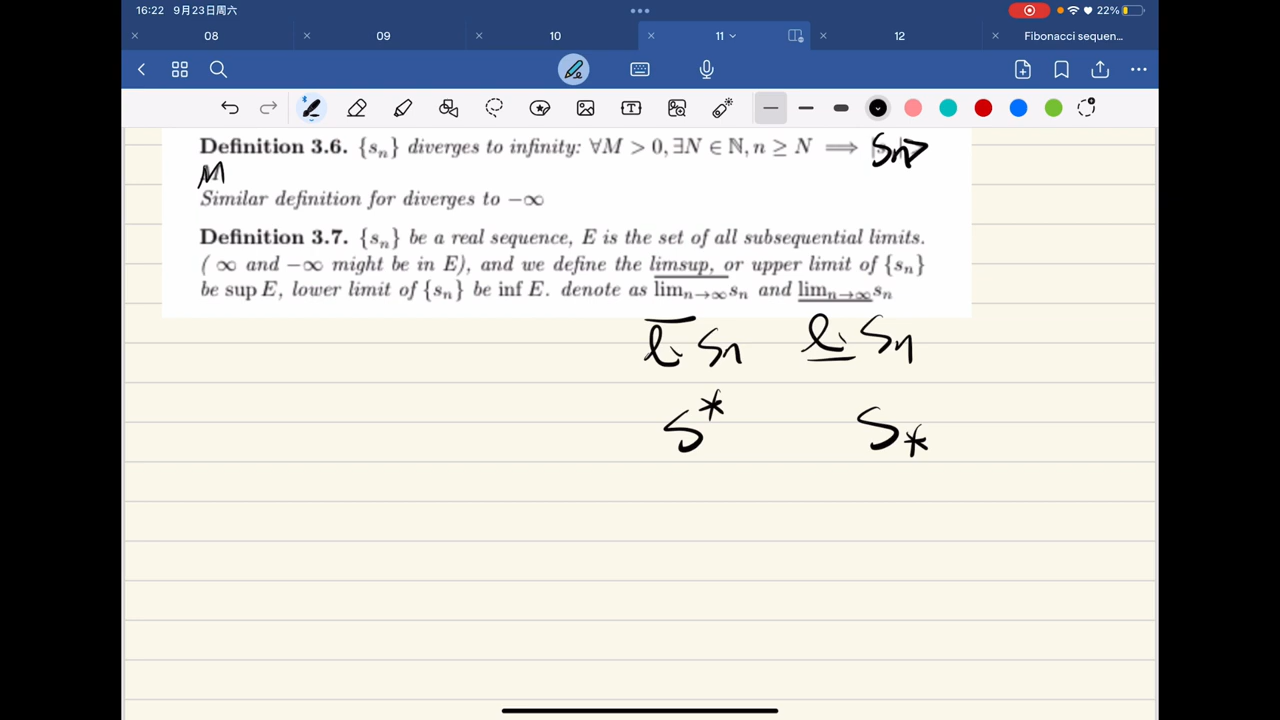 16:22 9月23日周六 22%
08 09 10 11 12 Fibonacci sequen...
Definition 3.6. {sₙ} diverges to infinity: ∀M > 0, ∃N ∈ ℕ, n ≥ N ⟹ Sn>
M
Similar definition for diverges to −∞
Definition 3.7. {sₙ} be a real sequence, E is the set of all subsequential limits.
( ∞ and −∞ might be in E), and we define the limsup, or upper limit of {sₙ}
be sup E, lower limit of {sₙ} be inf E. denote as lim̅ₙ→∞ sₙ and lim̲ₙ→∞ sₙ
l̅i̅ Sn l̲i̲ Sn
S* S⁎